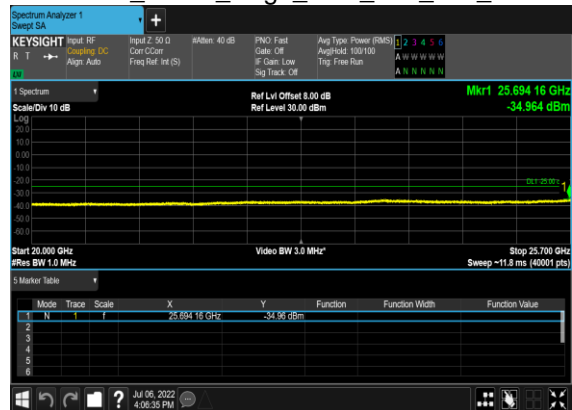 Spectrum Analyzer 1
Swept SA
+
KEYSIGHT
R T
Input: RF
Coupling: DC
Align: Auto
Input Z: 50 Ω
Corr CCorr
Freq Ref: Int (S)
#Atten: 40 dB
PNO: Fast
Gate: Off
IF Gain: Low
Sig Track: Off
Avg Type: Power (RMS)
Avg|Hold: 100/100
Trig: Free Run
1 2 3 4 5 6
A W W W W W
A N N N N N
1 Spectrum
Scale/Div 10 dB
Ref Lvl Offset 8.00 dB
Ref Level 30.00 dBm
Mkr1 25.694 16 GHz
-34.964 dBm
Log
20.0
10.0
0.00
-10.0
-20.0
-30.0
-40.0
-50.0
-60.0
1
Start 20.000 GHz
#Res BW 1.0 MHz
Video BW 3.0 MHz*
Stop 25.700 GHz
Sweep ~11.8 ms (40001 pts)
5 Marker Table
Mode Trace Scale X Y Function Function Width Function Value
1 N 1 f 25.694 16 GHz -34.96 dBm
2
3
4
5
6
?
Jul 06, 2022
4:06:35 PM